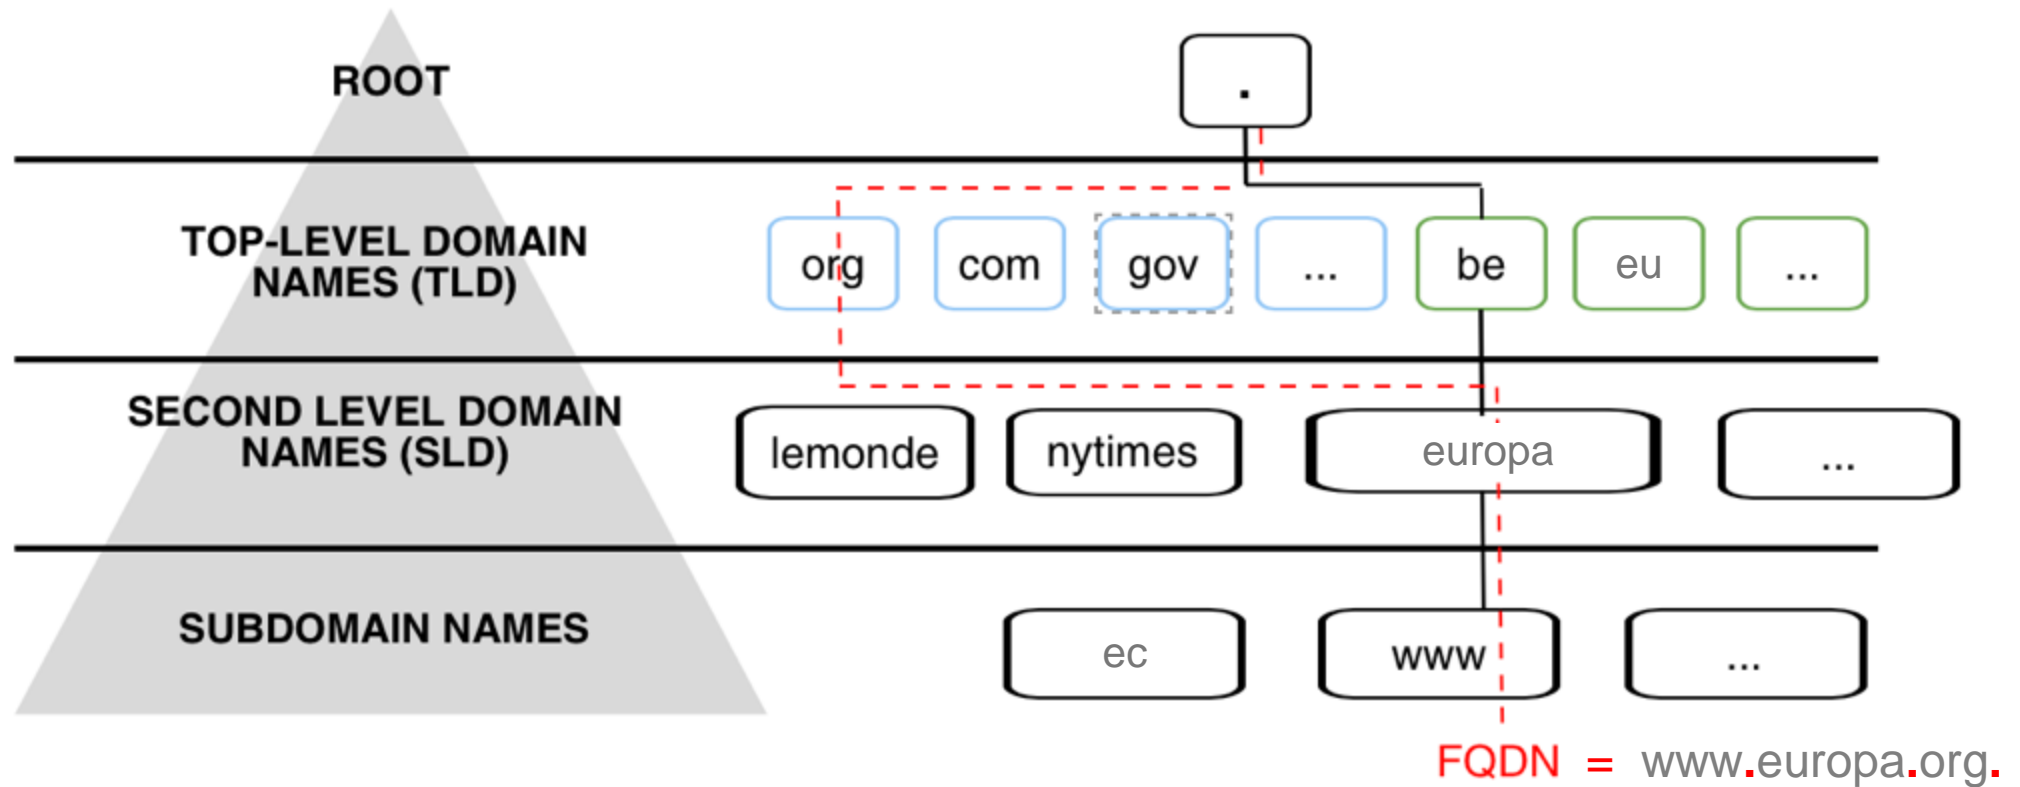 ROOT
.
TOP-LEVEL DOMAIN
NAMES (TLD)
org
com
gov
...
be
eu
...
SECOND LEVEL DOMAIN
NAMES (SLD)
lemonde
nytimes
europa
...
SUBDOMAIN NAMES
ec
www
...
FQDN = www.europa.org.